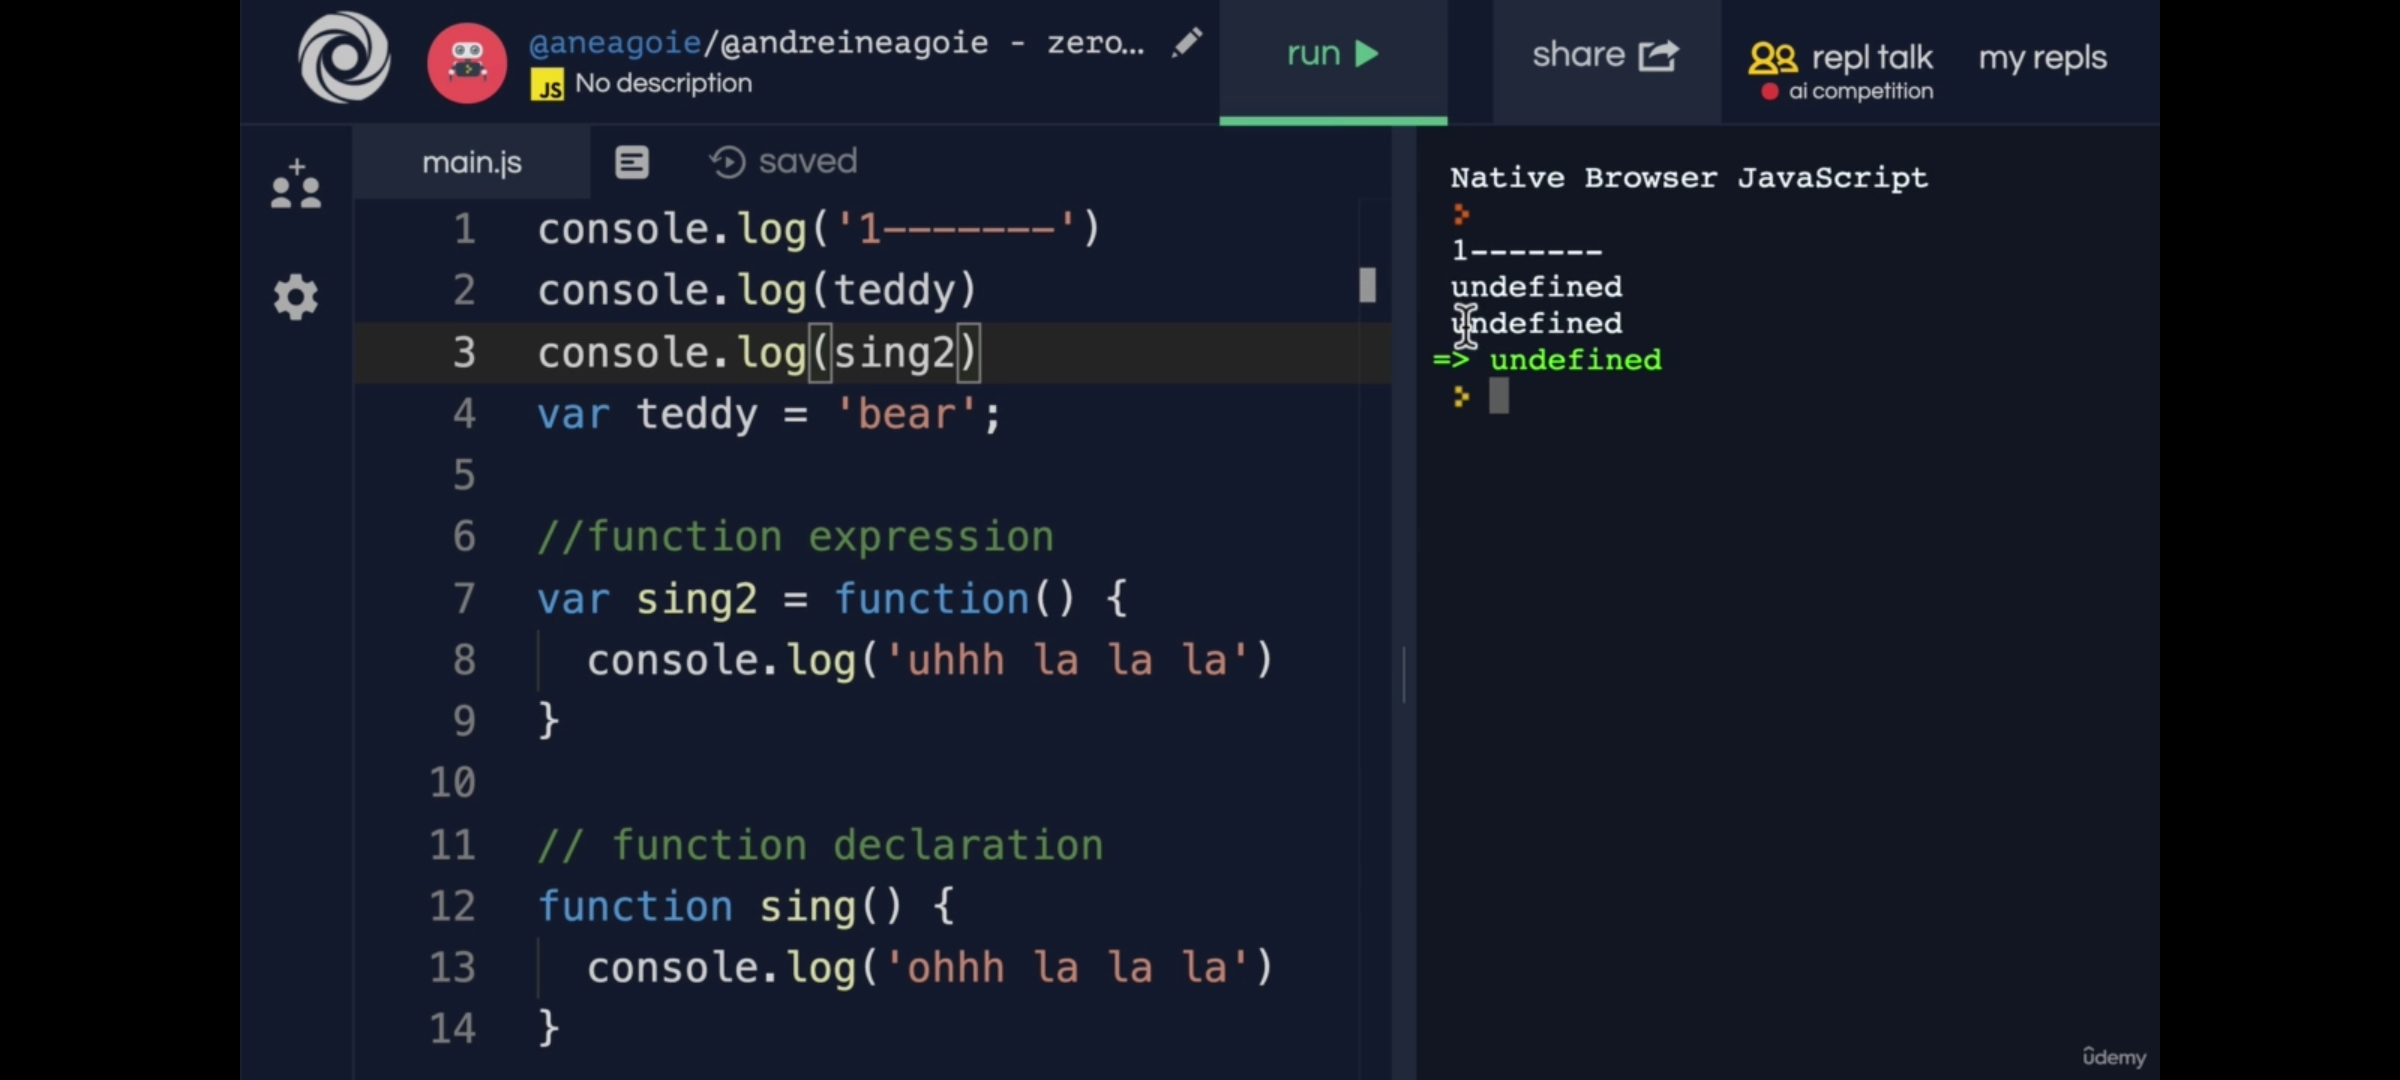 @aneagoie/@andreineagoie - zero...
JS No description
run
share
repl talk
ai competition
my repls
main.js
saved
1 console.log('1-------')
2 console.log(teddy)
3 console.log(sing2)
4 var teddy = 'bear';
5
6 //function expression
7 var sing2 = function() {
8 console.log('uhhh la la la')
9 }
10
11 // function declaration
12 function sing() {
13 console.log('ohhh la la la')
14 }
Native Browser JavaScript
1-------
undefined
undefined
=> undefined
ûdemy